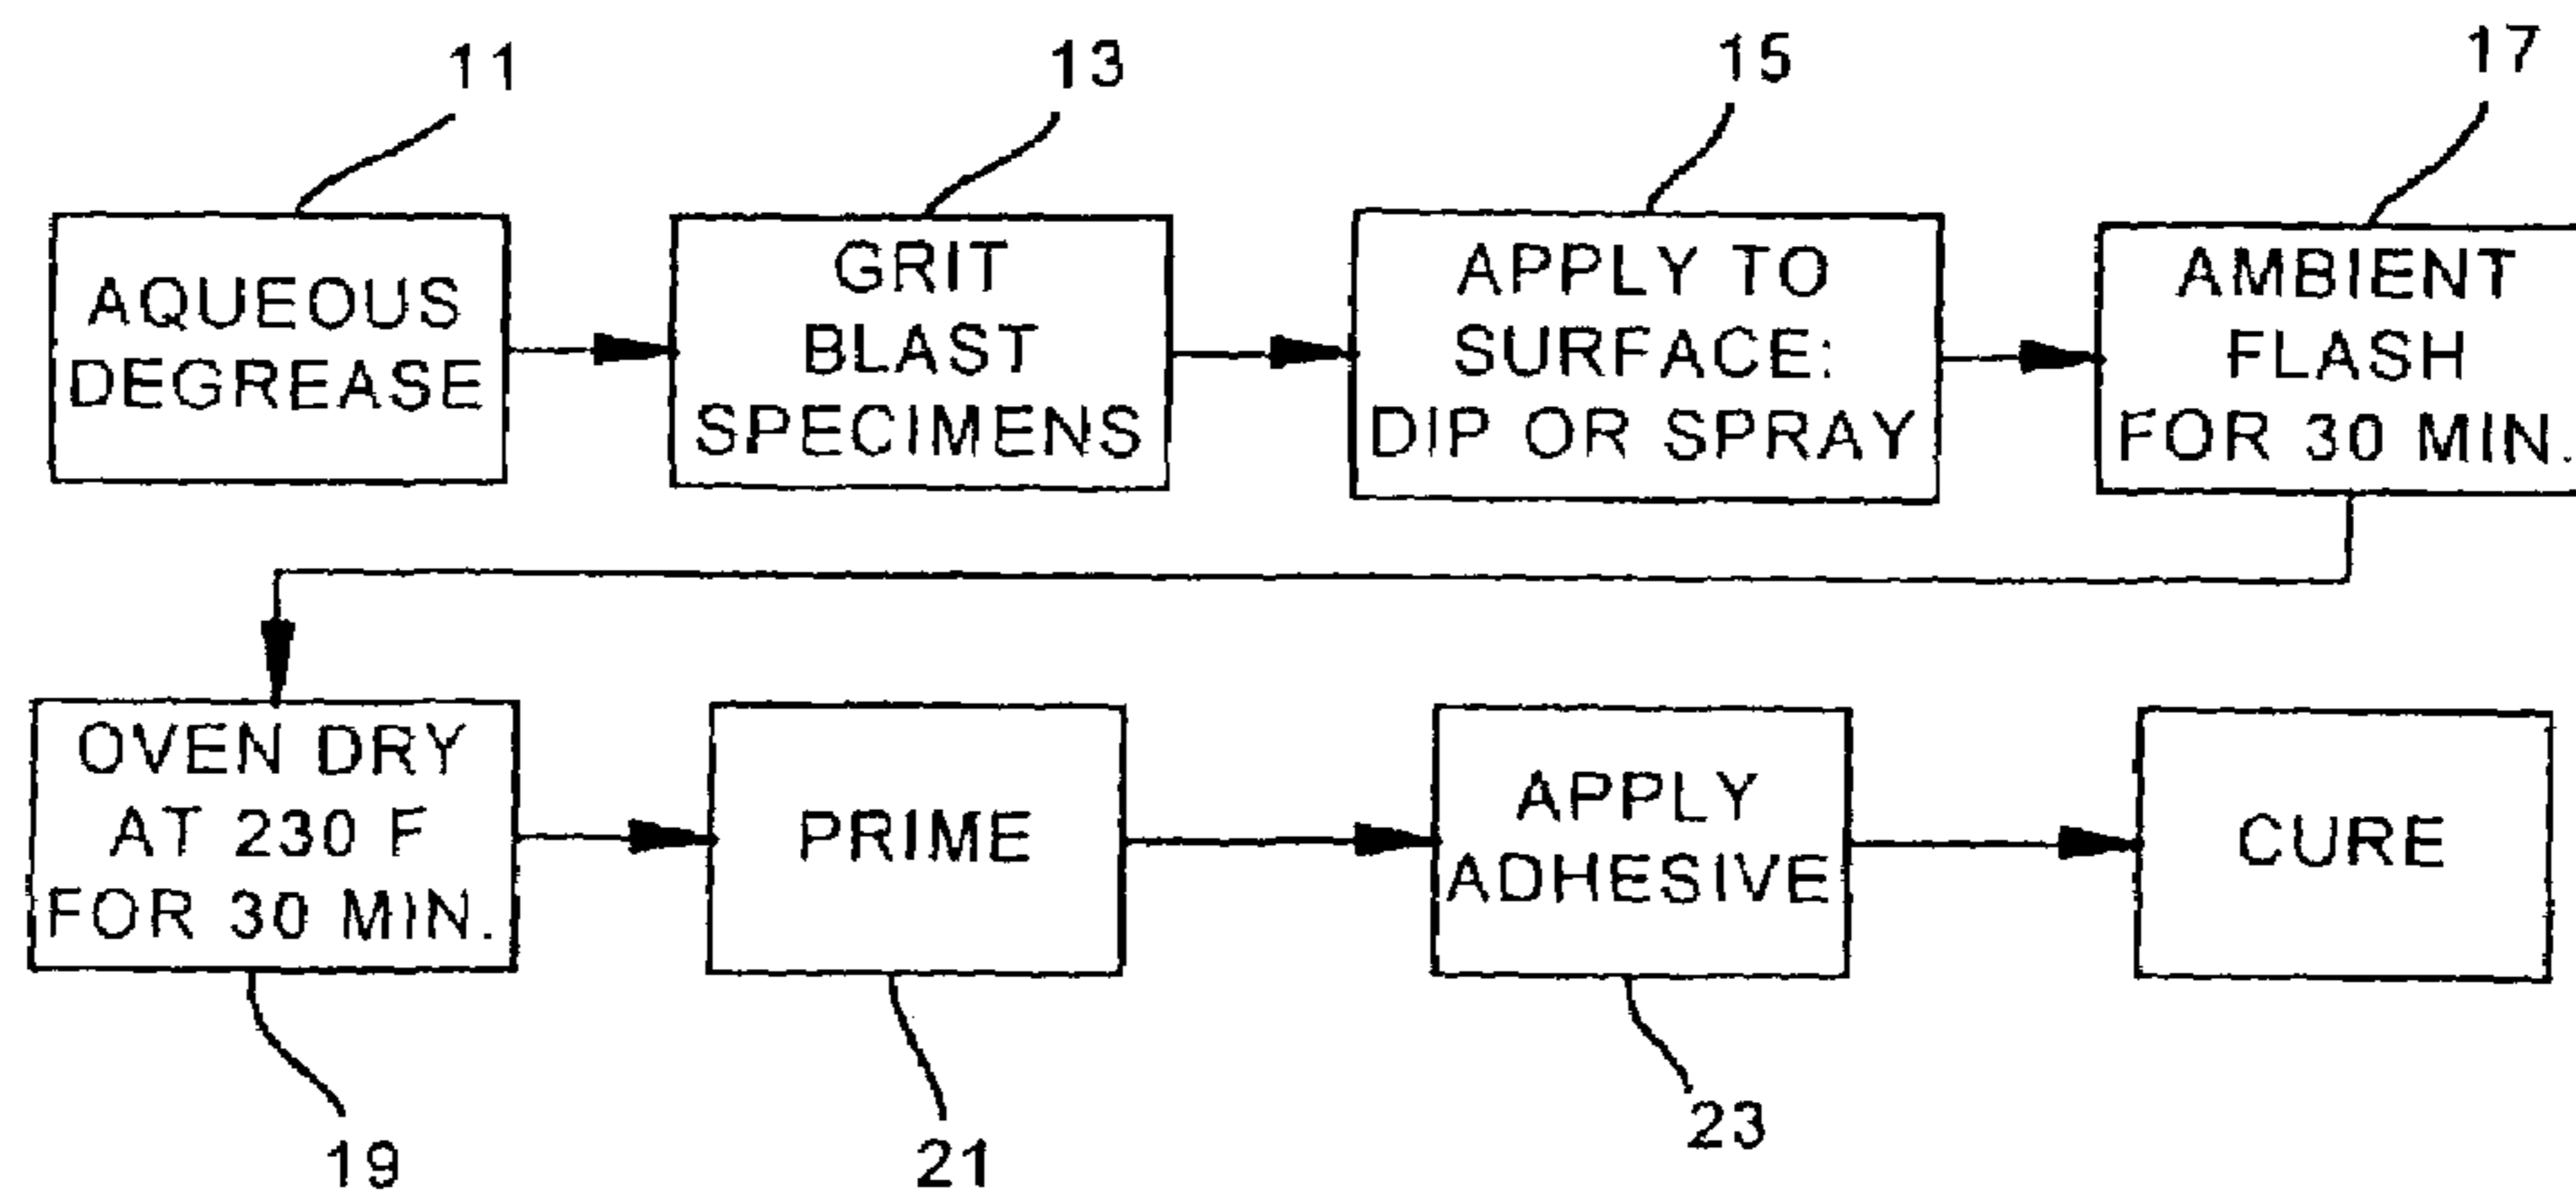 11
13
15
17
AQUEOUS
DEGREASE
GRIT
BLAST
SPECIMENS
APPLY TO
SURFACE:
DIP OR SPRAY
AMBIENT
FLASH
FOR 30 MIN.
OVEN DRY
AT 230 F
FOR 30 MIN.
PRIME
APPLY
ADHESIVE
CURE
19
21
23